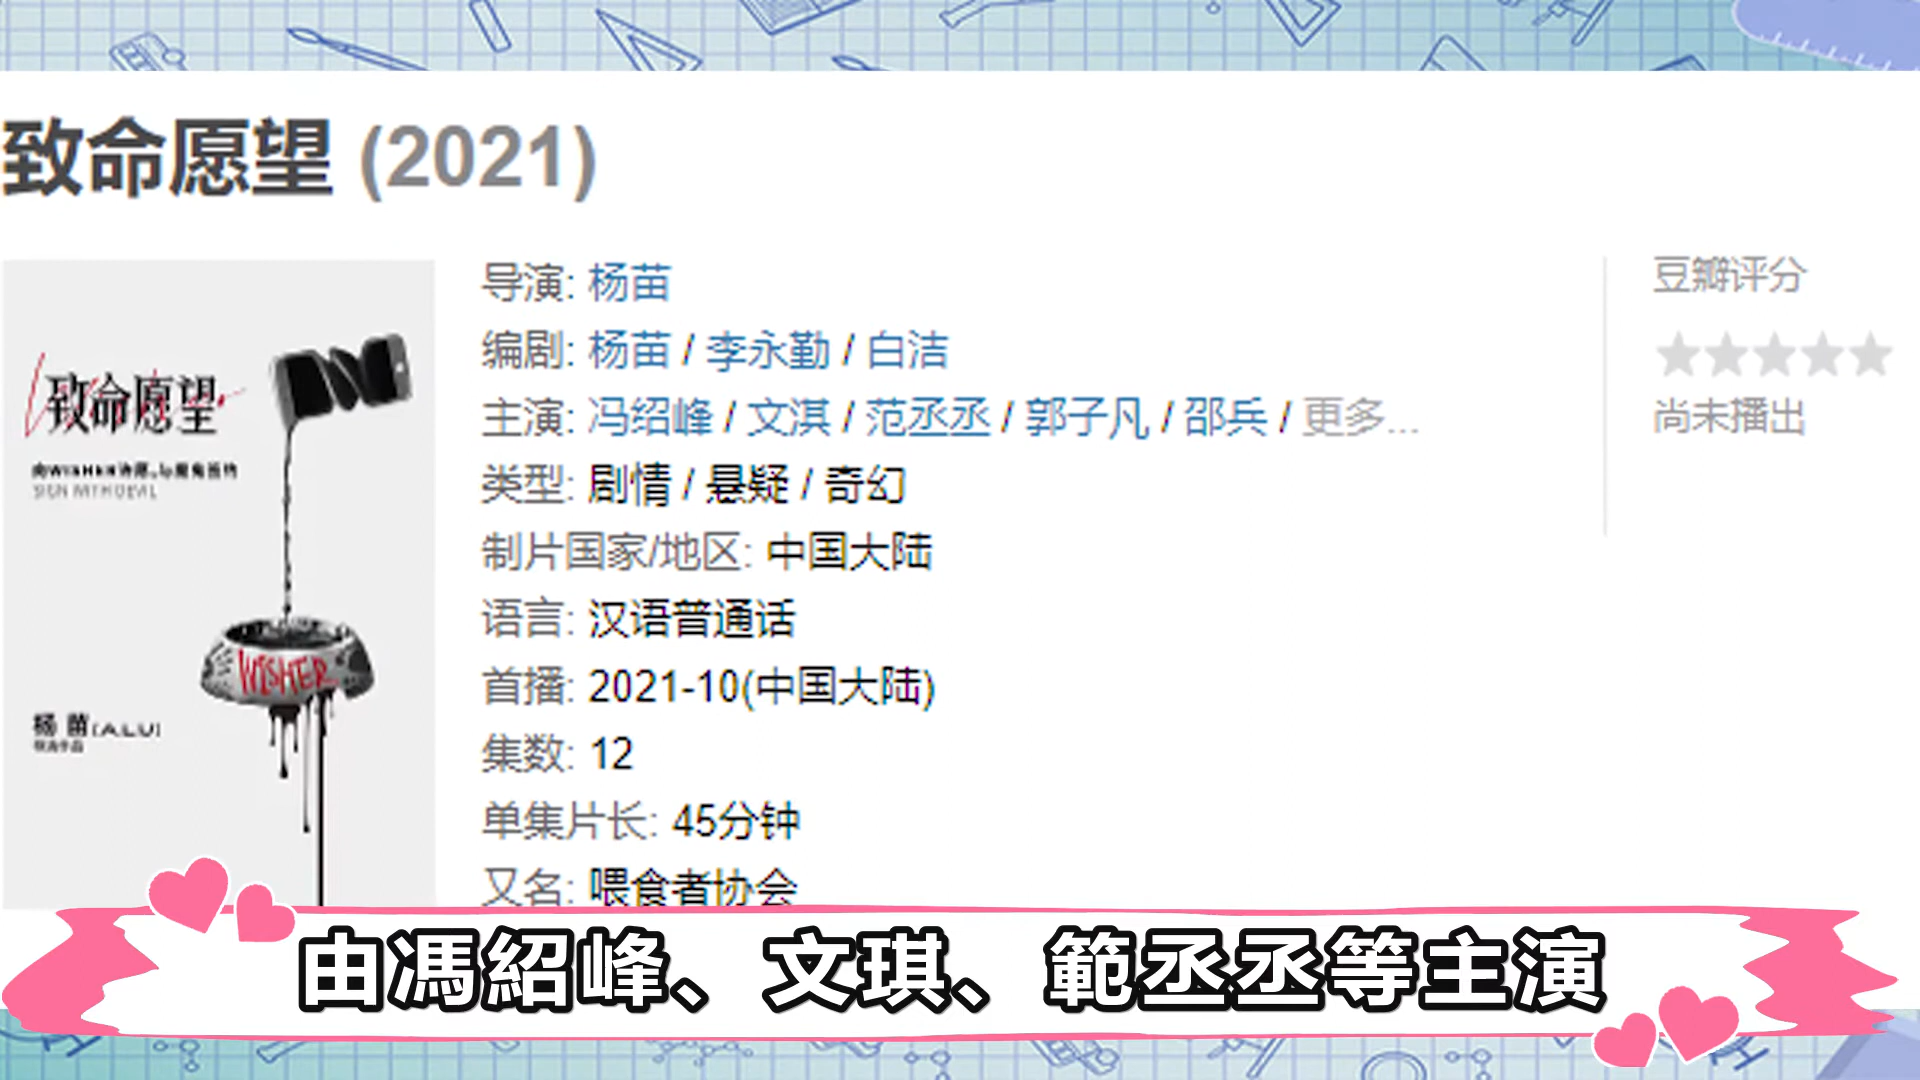 致命愿望 (2021)
致命愿望
SIGN WITH DEVIL
WISHER
杨 苗(A.LU)
导演: 杨苗
编剧: 杨苗 / 李永勤 / 白洁
主演: 冯绍峰 / 文淇 / 范丞丞 / 郭子凡 / 邵兵 / 更多...
类型: 剧情 / 悬疑 / 奇幻
制片国家/地区: 中国大陆
语言: 汉语普通话
首播: 2021-10(中国大陆)
集数: 12
单集片长: 45分钟
又名: 喂食者协会
豆瓣评分
尚未播出
由馮紹峰、文琪、範丞丞等主演